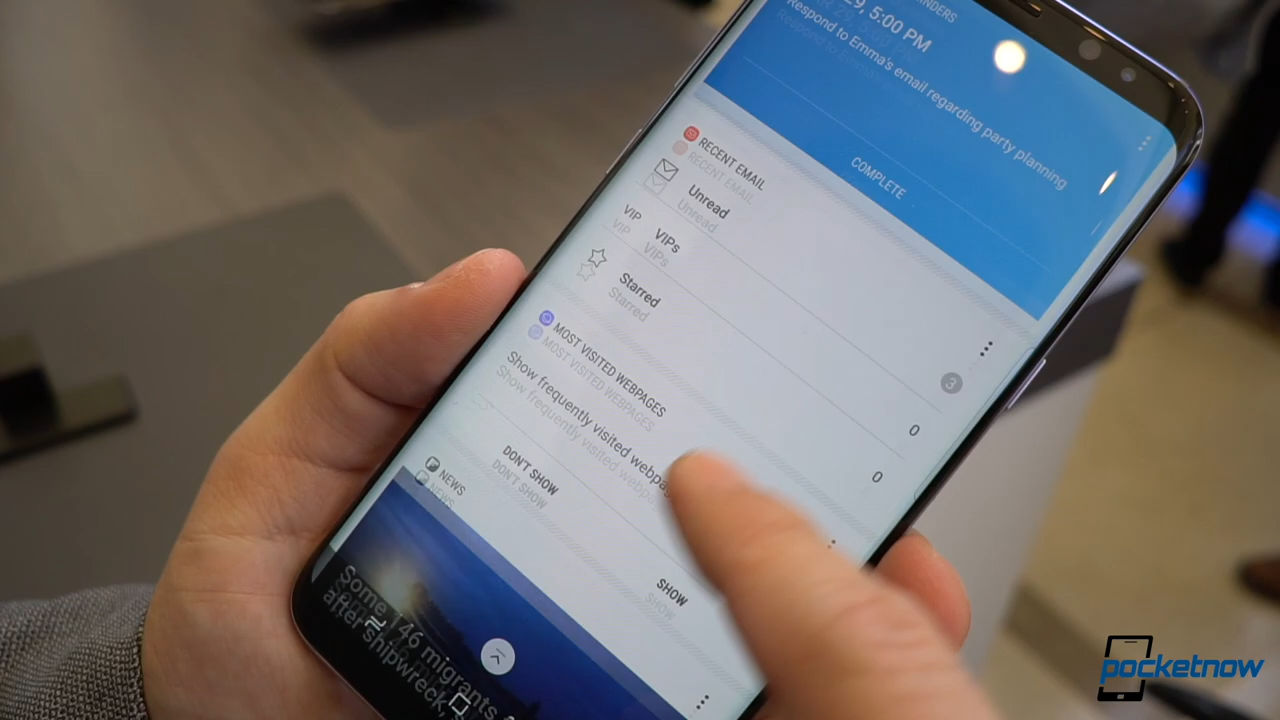 29, 5:00 PM
Respond to Emma's email regarding party planning
COMPLETE
RECENT EMAIL
Unread
3
VIP VIPs
0
Starred
0
MOST VISITED WEBPAGES
Show frequently visited
DON'T SHOW
SHOW
NEWS
Some 146 migrants
after shipwreck,
pocketnow